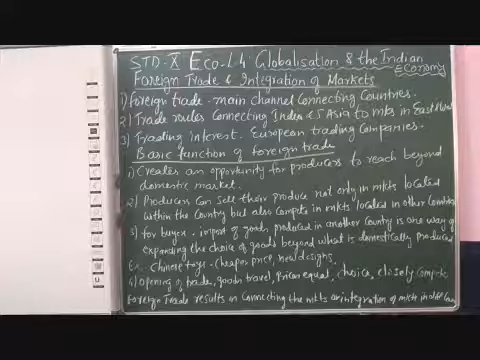 STD-X Eco-L4 Globalisation & the Indian Economy
Foreign Trade & Integration of Markets
1) Foreign trade - main channel connecting Countries.
2) Trade routes connecting India & S Asia to mkts in East & West
3) Trading interest. European trading Companies.
Basic function of foreign trade
1) Creates an opportunity for producers to reach beyond
domestic market.
2) Producers can sell their produce not only in mkts located
within the Country but also compete in mkts located in other Countries
3) For buyer - import of goods produced in another Country is one way of
expanding the choice of goods beyond what is domestically produced
Ex. Chinese toys - cheaper price, new designs.
4) Opening of trade, goods travel, Prices equal, choice, closely compete
Foreign Trade results in connecting the mkts or integration of mkts in